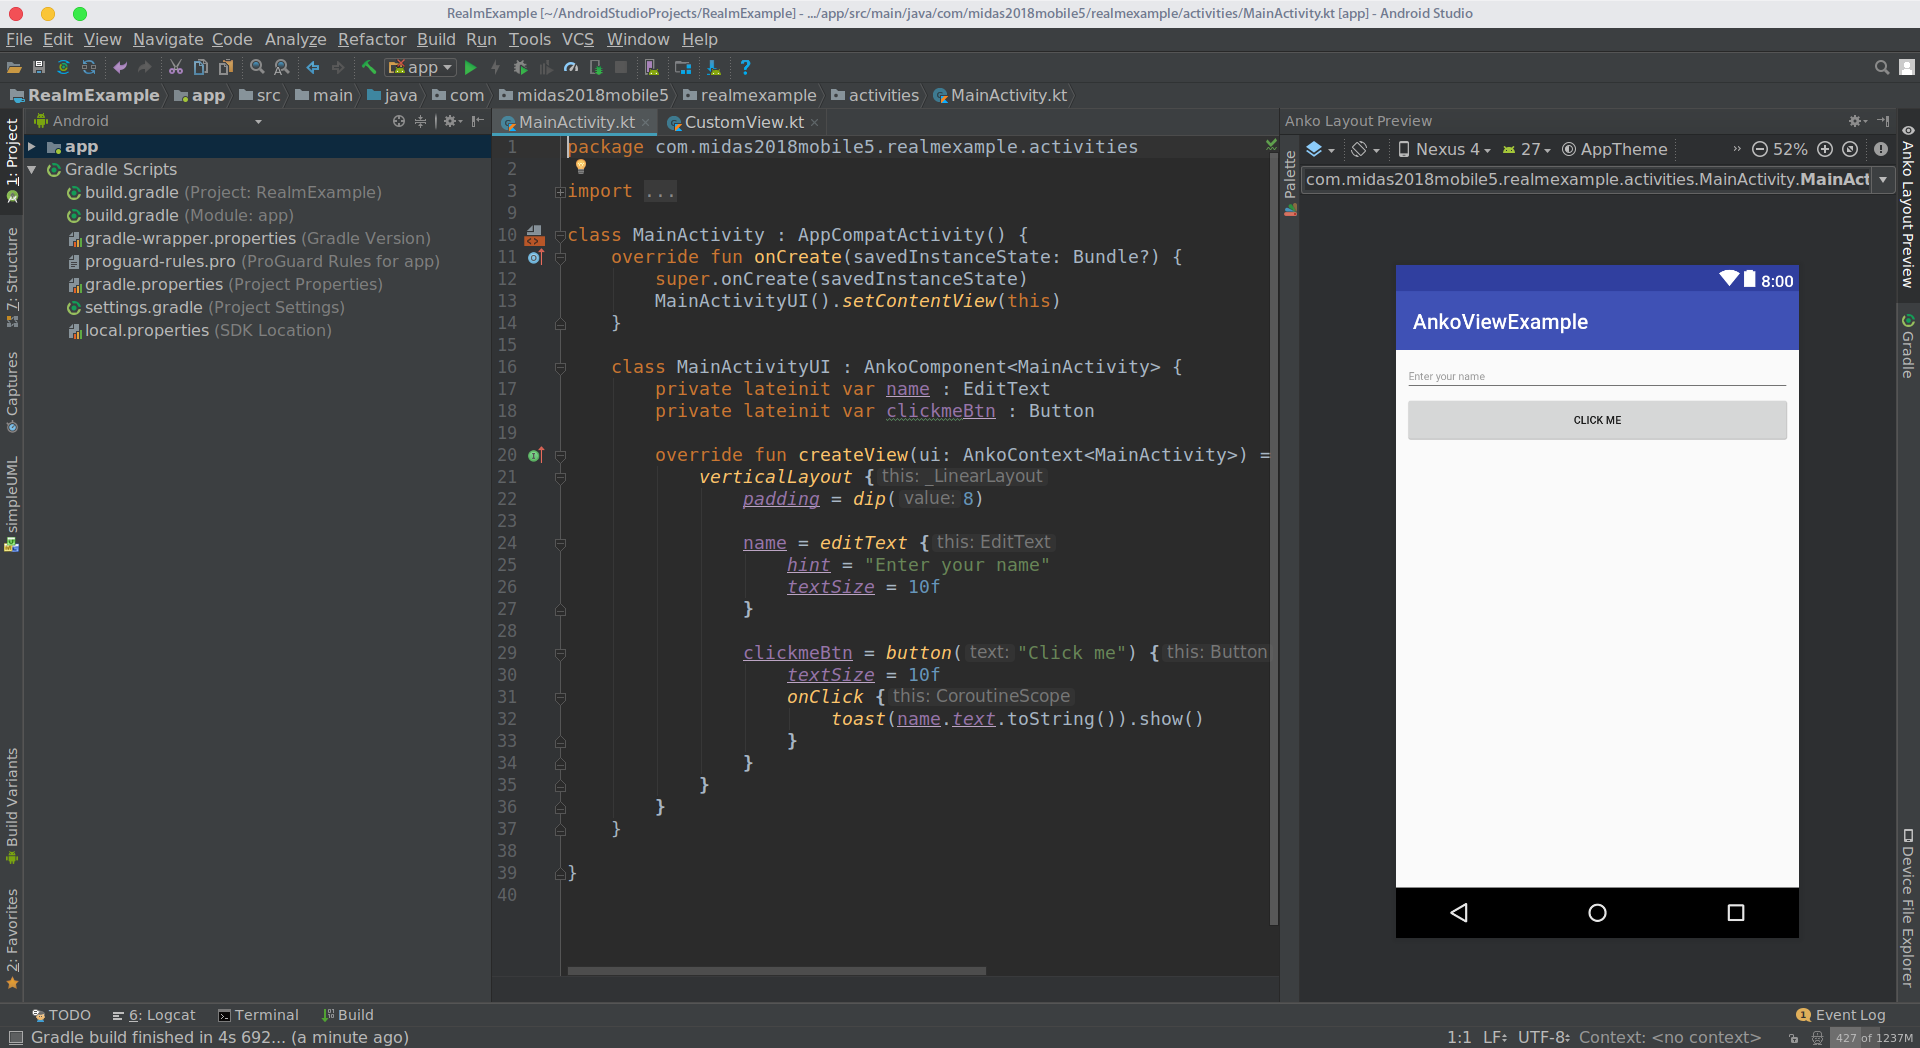 RealmExample [~/AndroidStudioProjects/RealmExample] - .../app/src/main/java/com/midas2018mobile5/realmexample/activities/MainActivity.kt [app] - Android Studio
File Edit View Navigate Code Analyze Refactor Build Run Tools VCS Window Help
app
RealmExample app src main java com midas2018mobile5 realmexample activities MainActivity.kt
1: Project
7: Structure
Captures
simpleUML
Build Variants
2: Favorites
Android
app
Gradle Scripts
build.gradle (Project: RealmExample)
build.gradle (Module: app)
gradle-wrapper.properties (Gradle Version)
proguard-rules.pro (ProGuard Rules for app)
gradle.properties (Project Properties)
settings.gradle (Project Settings)
local.properties (SDK Location)
MainActivity.kt CustomView.kt
1 package com.midas2018mobile5.realmexample.activities
2
3 import ...
9
10 class MainActivity : AppCompatActivity() {
11 override fun onCreate(savedInstanceState: Bundle?) {
12 super.onCreate(savedInstanceState)
13 MainActivityUI().setContentView(this)
14 }
15
16 class MainActivityUI : AnkoComponent<MainActivity> {
17 private lateinit var name : EditText
18 private lateinit var clickmeBtn : Button
19
20 override fun createView(ui: AnkoContext<MainActivity>) =
21 verticalLayout { this: _LinearLayout
22 padding = dip( value: 8)
23
24 name = editText { this: EditText
25 hint = "Enter your name"
26 textSize = 10f
27 }
28
29 clickmeBtn = button( text: "Click me") { this: Button
30 textSize = 10f
31 onClick { this: CoroutineScope
32 toast(name.text.toString()).show()
33 }
34 }
35 }
36 }
37 }
38
39 }
40
Anko Layout Preview
Palette
Nexus 4 27 AppTheme 52%
com.midas2018mobile5.realmexample.activities.MainActivity.MainAct
8:00
AnkoViewExample
Enter your name
CLICK ME
Anko Layout Preview
Gradle
Device File Explorer
TODO 6: Logcat Terminal Build
1 Event Log
Gradle build finished in 4s 692... (a minute ago)
1:1 LF UTF-8 Context: <no context> 427 of 1237M